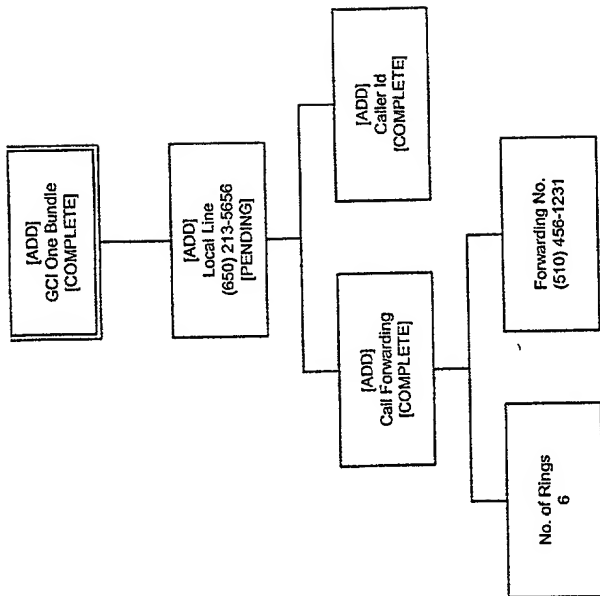 [ADD]
GCI One Bundle
[COMPLETE]
[ADD]
Local Line
(650) 213-5656
[PENDING]
[ADD]
Call Forwarding
[COMPLETE]
[ADD]
Caller Id
[COMPLETE]
No. of Rings
6
Forwarding No.
(510) 456-1231